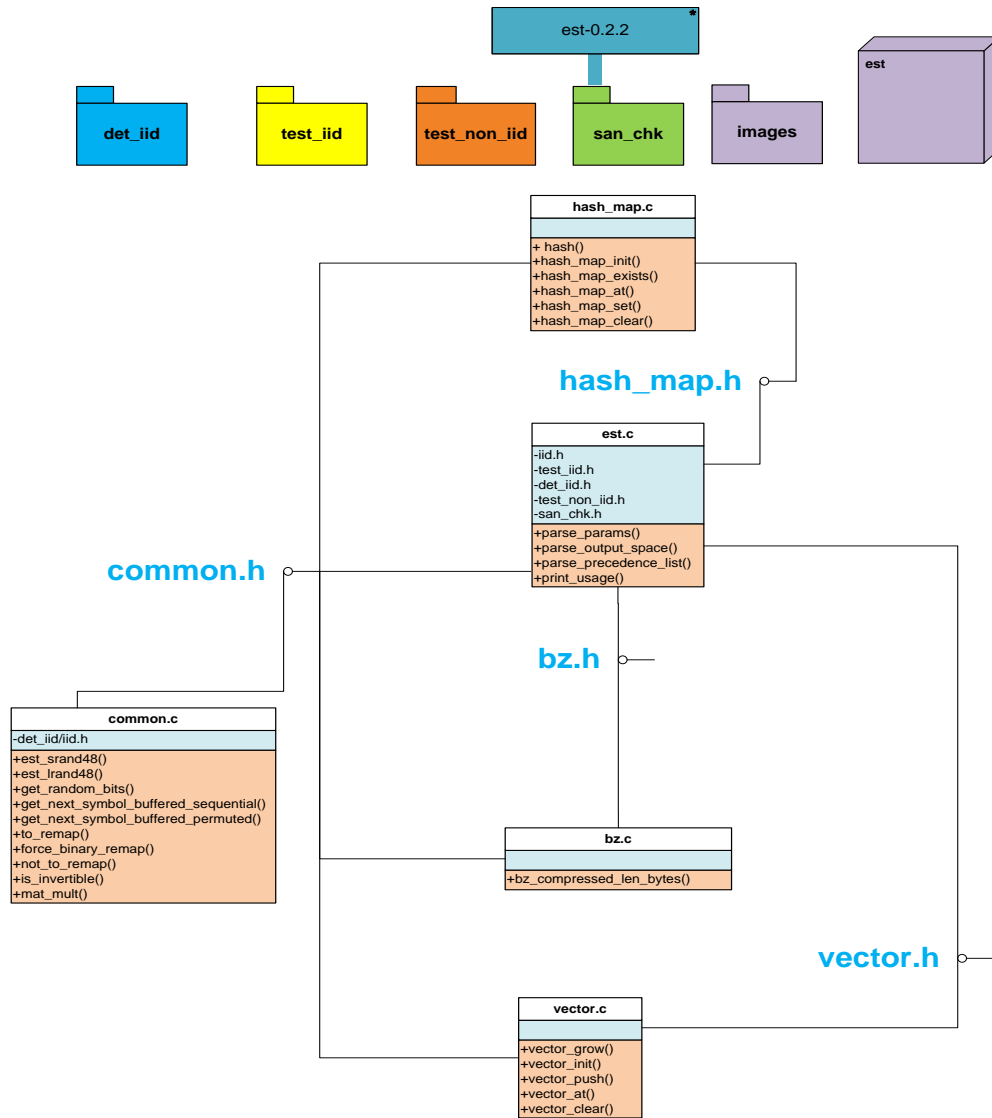 est-0.2.2
*
est
det_iid
test_iid
test_non_iid
san_chk
images
hash_map.c
+ hash()
+hash_map_init()
+hash_map_exists()
+hash_map_at()
+hash_map_set()
+hash_map_clear()
hash_map.h
est.c
-iid.h
-test_iid.h
-det_iid.h
-test_non_iid.h
-san_chk.h
+parse_params()
+parse_output_space()
+parse_precedence_list()
+print_usage()
common.h
bz.h
common.c
-det_iid/iid.h
+est_srand48()
+est_lrand48()
+get_random_bits()
+get_next_symbol_buffered_sequential()
+get_next_symbol_buffered_permuted()
+to_remap()
+force_binary_remap()
+not_to_remap()
+is_invertible()
+mat_mult()
bz.c
+bz_compressed_len_bytes()
vector.h
vector.c
+vector_grow()
+vector_init()
+vector_push()
+vector_at()
+vector_clear()